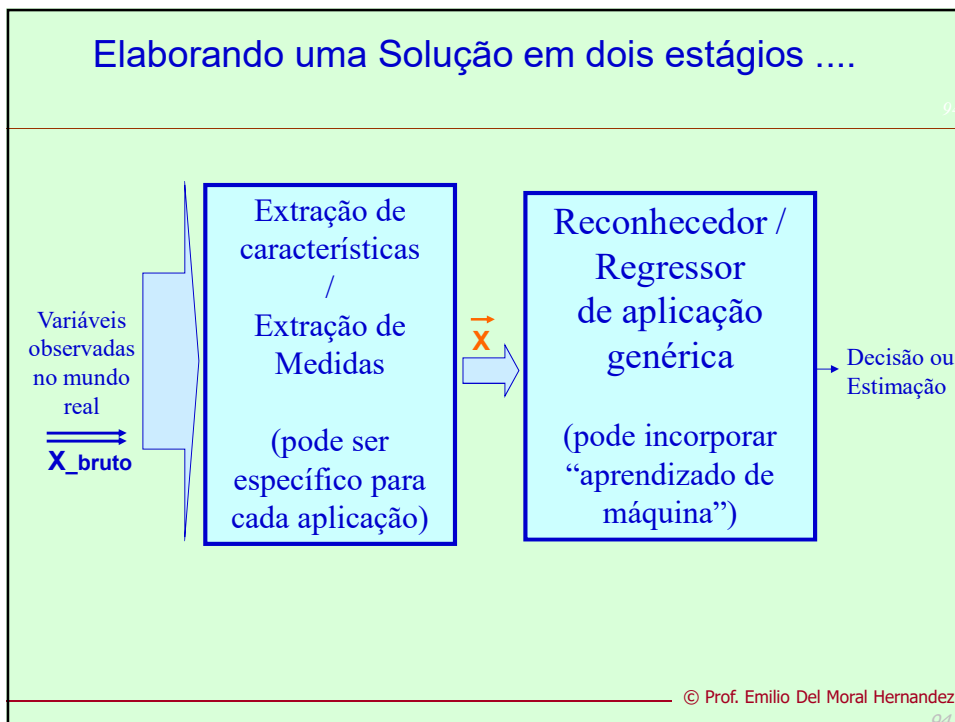 Elaborando uma Solução em dois estágios ....
Variáveis
observadas
no mundo
real
X_bruto
Extração de
características
/
Extração de
Medidas
(pode ser
específico para
cada aplicação)
X
Reconhecedor /
Regressor
de aplicação
genérica
(pode incorporar
“aprendizado de
máquina”)
Decisão ou
Estimação
© Prof. Emilio Del Moral Hernandez
94